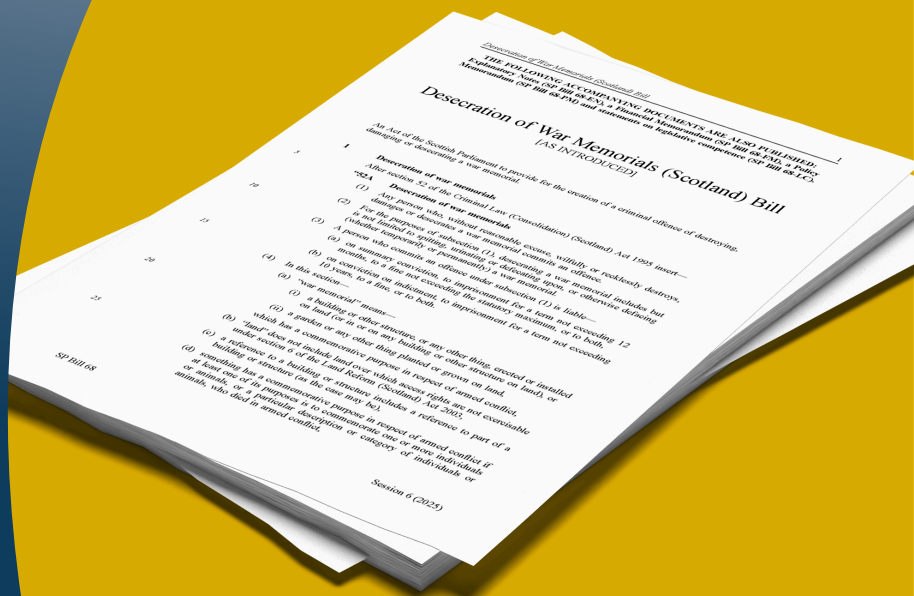 Desecration of War Memorials (Scotland) Bill
1
THE FOLLOWING ACCOMPANYING DOCUMENTS ARE ALSO PUBLISHED:
Explanatory Notes (SP Bill 68-EN), a Financial Memorandum (SP Bill 68-FM), a Policy
Memorandum (SP Bill 68-PM) and statements on legislative competence (SP Bill 68-LC).
Desecration of War Memorials (Scotland) Bill
[AS INTRODUCED]
An Act of the Scottish Parliament to provide for the creation of a criminal offence of destroying,
damaging or desecrating a war memorial.
1 Desecration of war memorials
After section 52 of the Criminal Law (Consolidation) (Scotland) Act 1995 insert—
5 “52A Desecration of war memorials
(1) Any person who, without reasonable excuse, wilfully or recklessly destroys,
damages or desecrates a war memorial commits an offence.
(2) For the purposes of subsection (1), desecrating a war memorial includes but
is not limited to spitting, urinating or defecating upon, or otherwise defacing
10 (whether temporarily or permanently) a war memorial.
(3) A person who commits an offence under subsection (1) is liable—
(a) on summary conviction, to imprisonment for a term not exceeding 12
months, to a fine not exceeding the statutory maximum, or to both,
(b) on conviction on indictment, to imprisonment for a term not exceeding
15 10 years, to a fine, or to both.
(4) In this section—
(a) “war memorial” means—
(i) a building or other structure, or any other thing, erected or installed
on land (or in or on any building or other structure on land), or
20 (ii) a garden or any other thing planted or grown on land,
which has a commemorative purpose in respect of armed conflict,
(b) “land” does not include land over which access rights are not exercisable
under section 6 of the Land Reform (Scotland) Act 2003,
(c) a reference to a building or structure includes a reference to part of a
25 building or structure (as the case may be),
(d) something has a commemorative purpose in respect of armed conflict if
at least one of its purposes is to commemorate one or more individuals
or animals, or a particular description or category of individuals or
animals, who died in armed conflict.
SP Bill 68
Session 6 (2025)